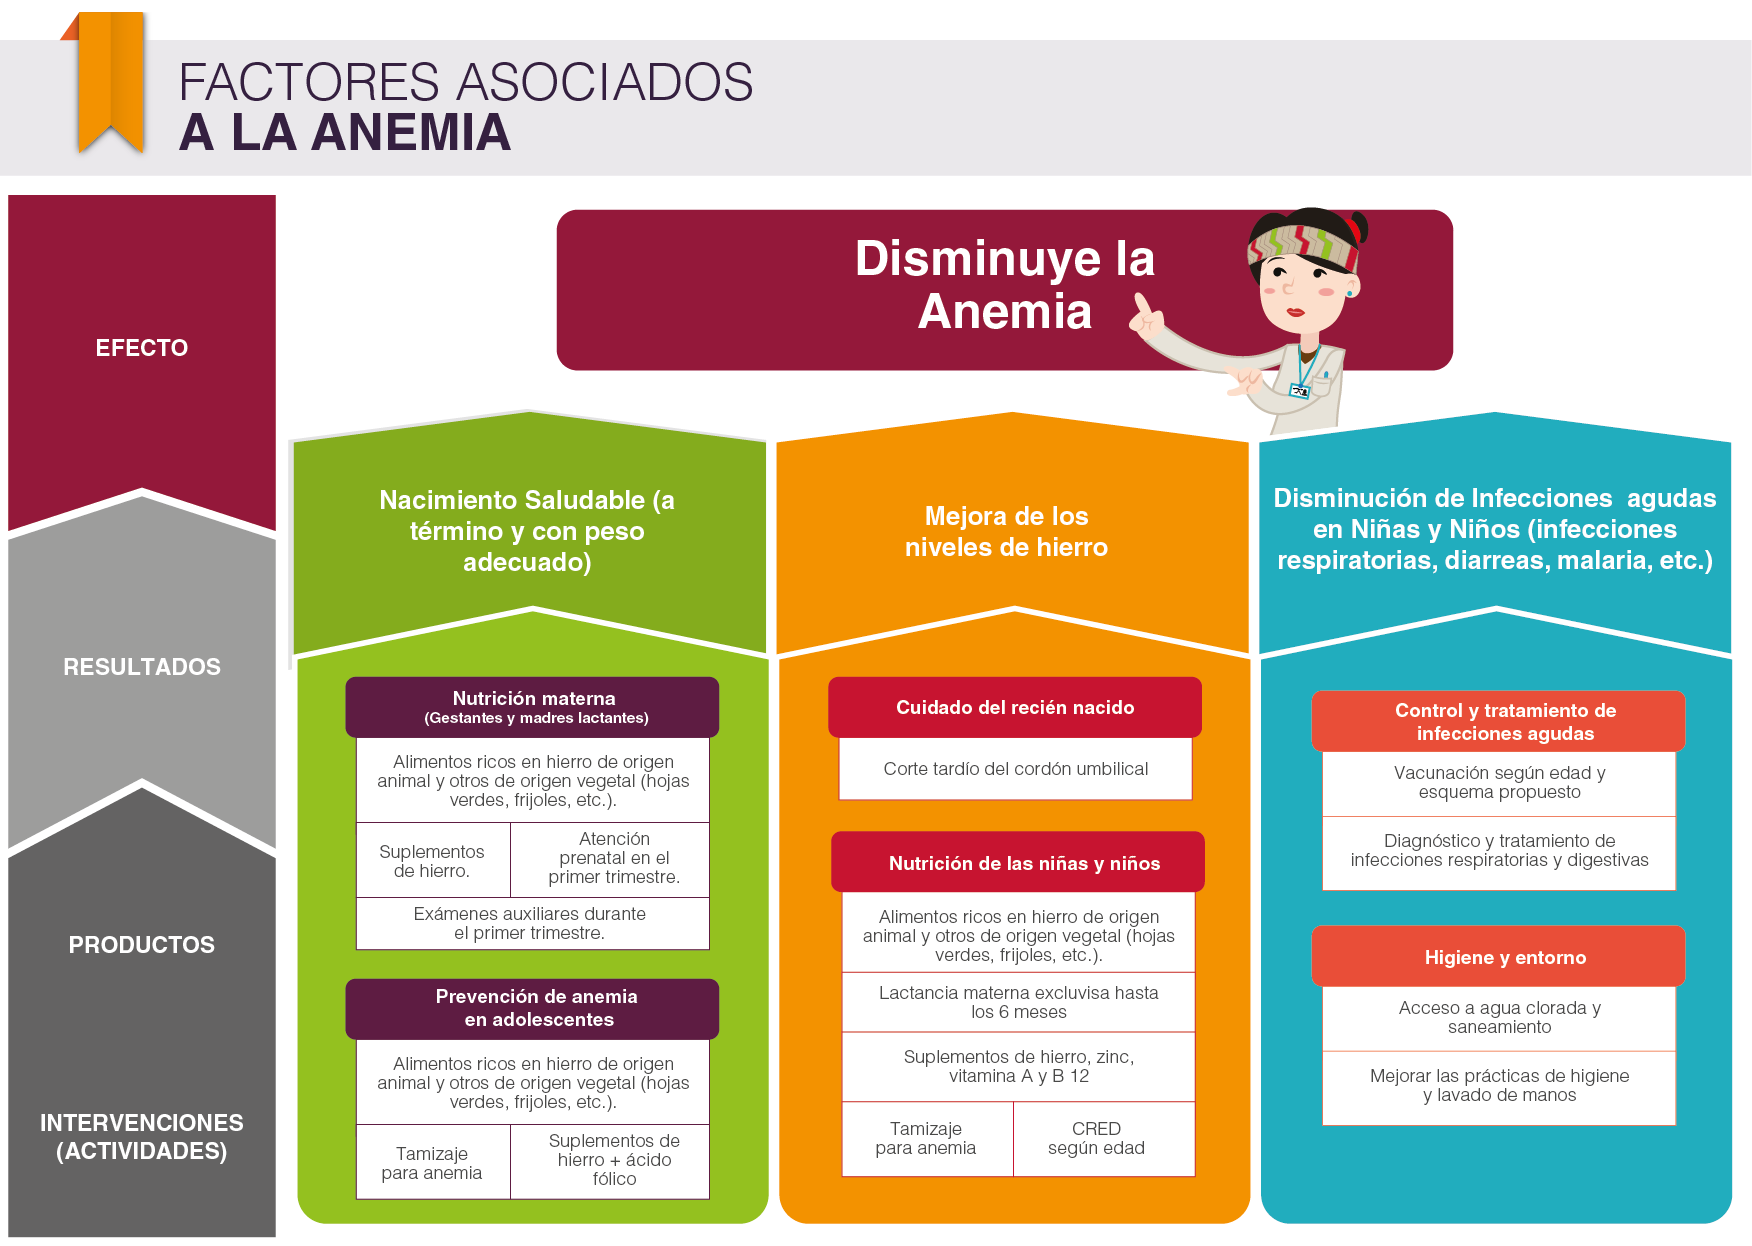 FACTORES ASOCIADOS
A LA ANEMIA
EFECTO
RESULTADOS
PRODUCTOS
INTERVENCIONES
(ACTIVIDADES)
Disminuye la
Anemia
Nacimiento Saludable (a
término y con peso
adecuado)
Nutrición materna
(Gestantes y madres lactantes)
Alimentos ricos en hierro de origen
animal y otros de origen vegetal (hojas
verdes, frijoles, etc.).
Suplementos
de hierro.
Atención
prenatal en el
primer trimestre.
Exámenes auxiliares durante
el primer trimestre.
Prevención de anemia
en adolescentes
Alimentos ricos en hierro de origen
animal y otros de origen vegetal (hojas
verdes, frijoles, etc.).
Tamizaje
para anemia
Suplementos de
hierro + ácido
fólico
Mejora de los
niveles de hierro
Cuidado del recién nacido
Corte tardío del cordón umbilical
Nutrición de las niñas y niños
Alimentos ricos en hierro de origen
animal y otros de origen vegetal (hojas
verdes, frijoles, etc.).
Lactancia materna excluvisa hasta
los 6 meses
Suplementos de hierro, zinc,
vitamina A y B 12
Tamizaje
para anemia
CRED
según edad
Disminución de Infecciones  agudas
en Niñas y Niños (infecciones
respiratorias, diarreas, malaria, etc.)
Control y tratamiento de
infecciones agudas
Vacunación según edad y
esquema propuesto
Diagnóstico y tratamiento de
infecciones respiratorias y digestivas
Higiene y entorno
Acceso a agua clorada y
saneamiento
Mejorar las prácticas de higiene
y lavado de manos